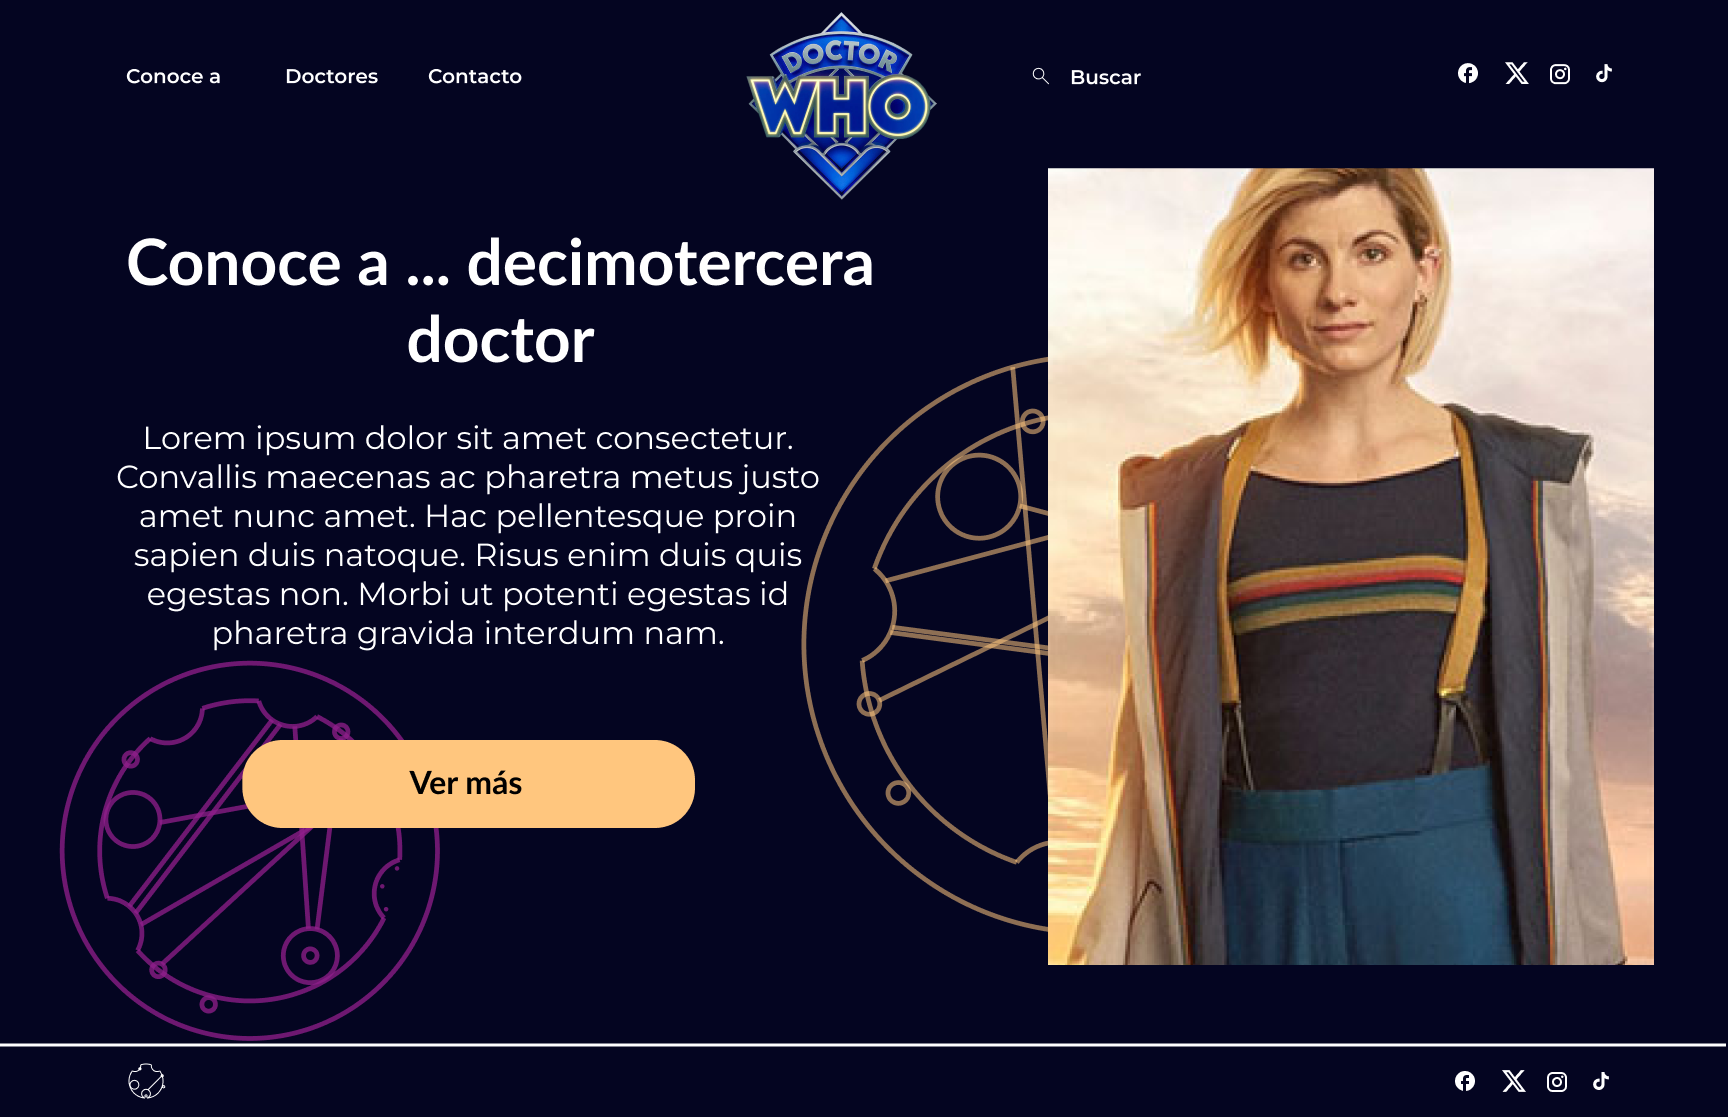 Conoce a
Doctores
Contacto
DOCTOR
WHO
Buscar
Conoce a ... decimotercera
doctor
Lorem ipsum dolor sit amet consectetur.
Convallis maecenas ac pharetra metus justo
amet nunc amet. Hac pellentesque proin
sapien duis natoque. Risus enim duis quis
egestas non. Morbi ut potenti egestas id
pharetra gravida interdum nam.
Ver más